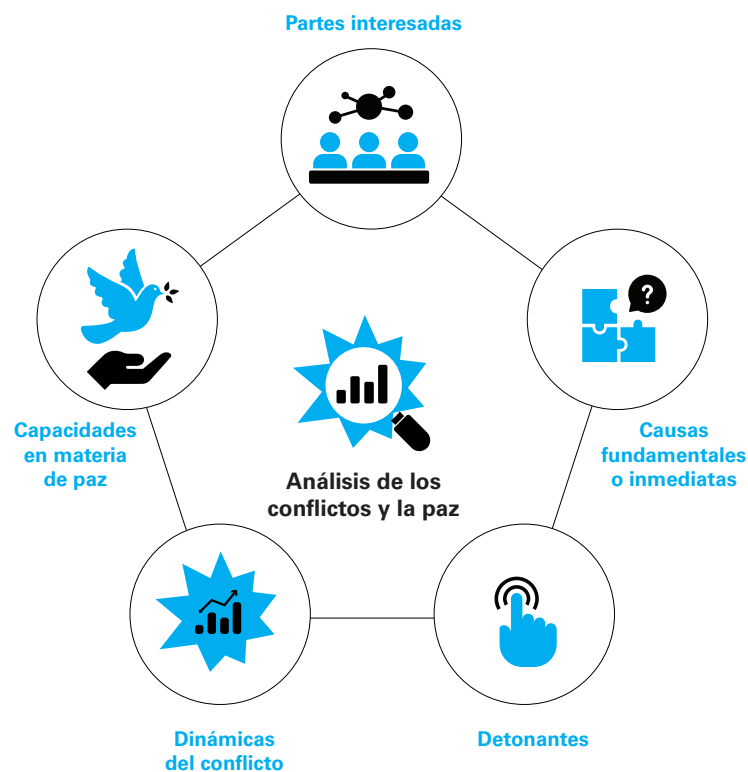 Partes interesadas
?
Capacidades
en materia
de paz
Causas
fundamentales
o inmediatas
Análisis de los
conflictos y la paz
Dinámicas
del conflicto
Detonantes